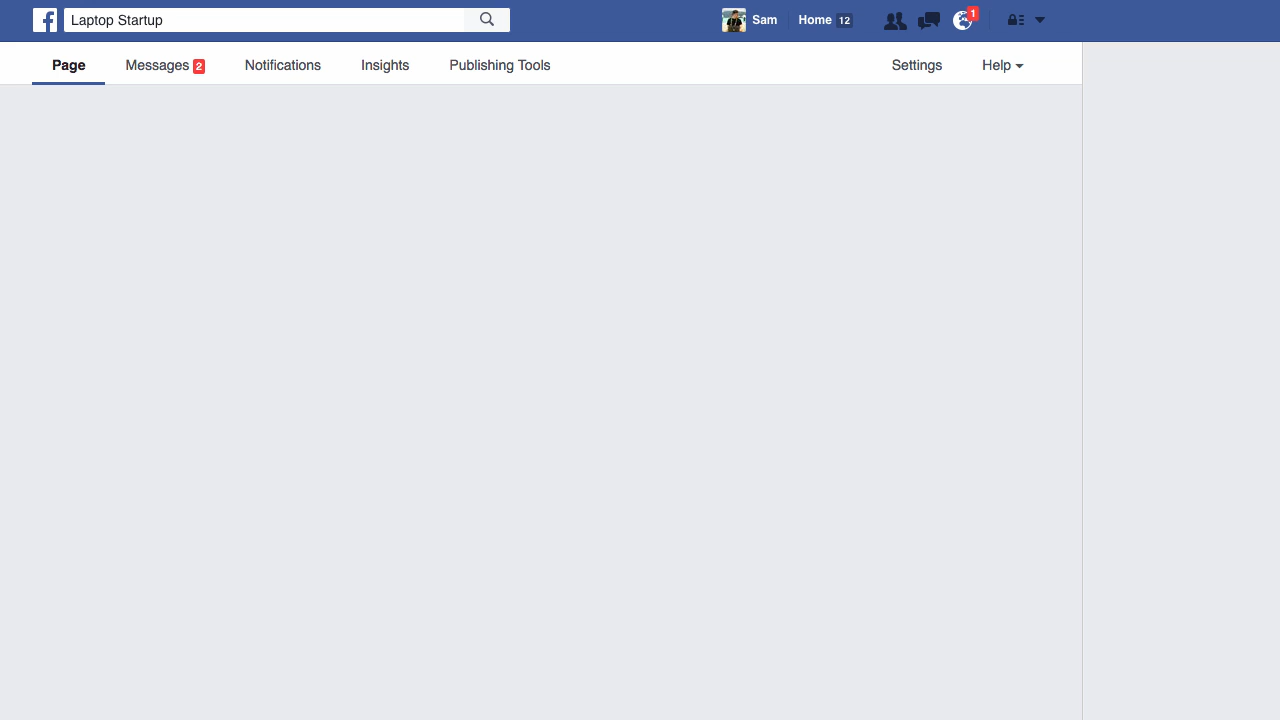 Laptop Startup
Sam
Home 12
1
Page
Messages 2
Notifications
Insights
Publishing Tools
Settings
Help